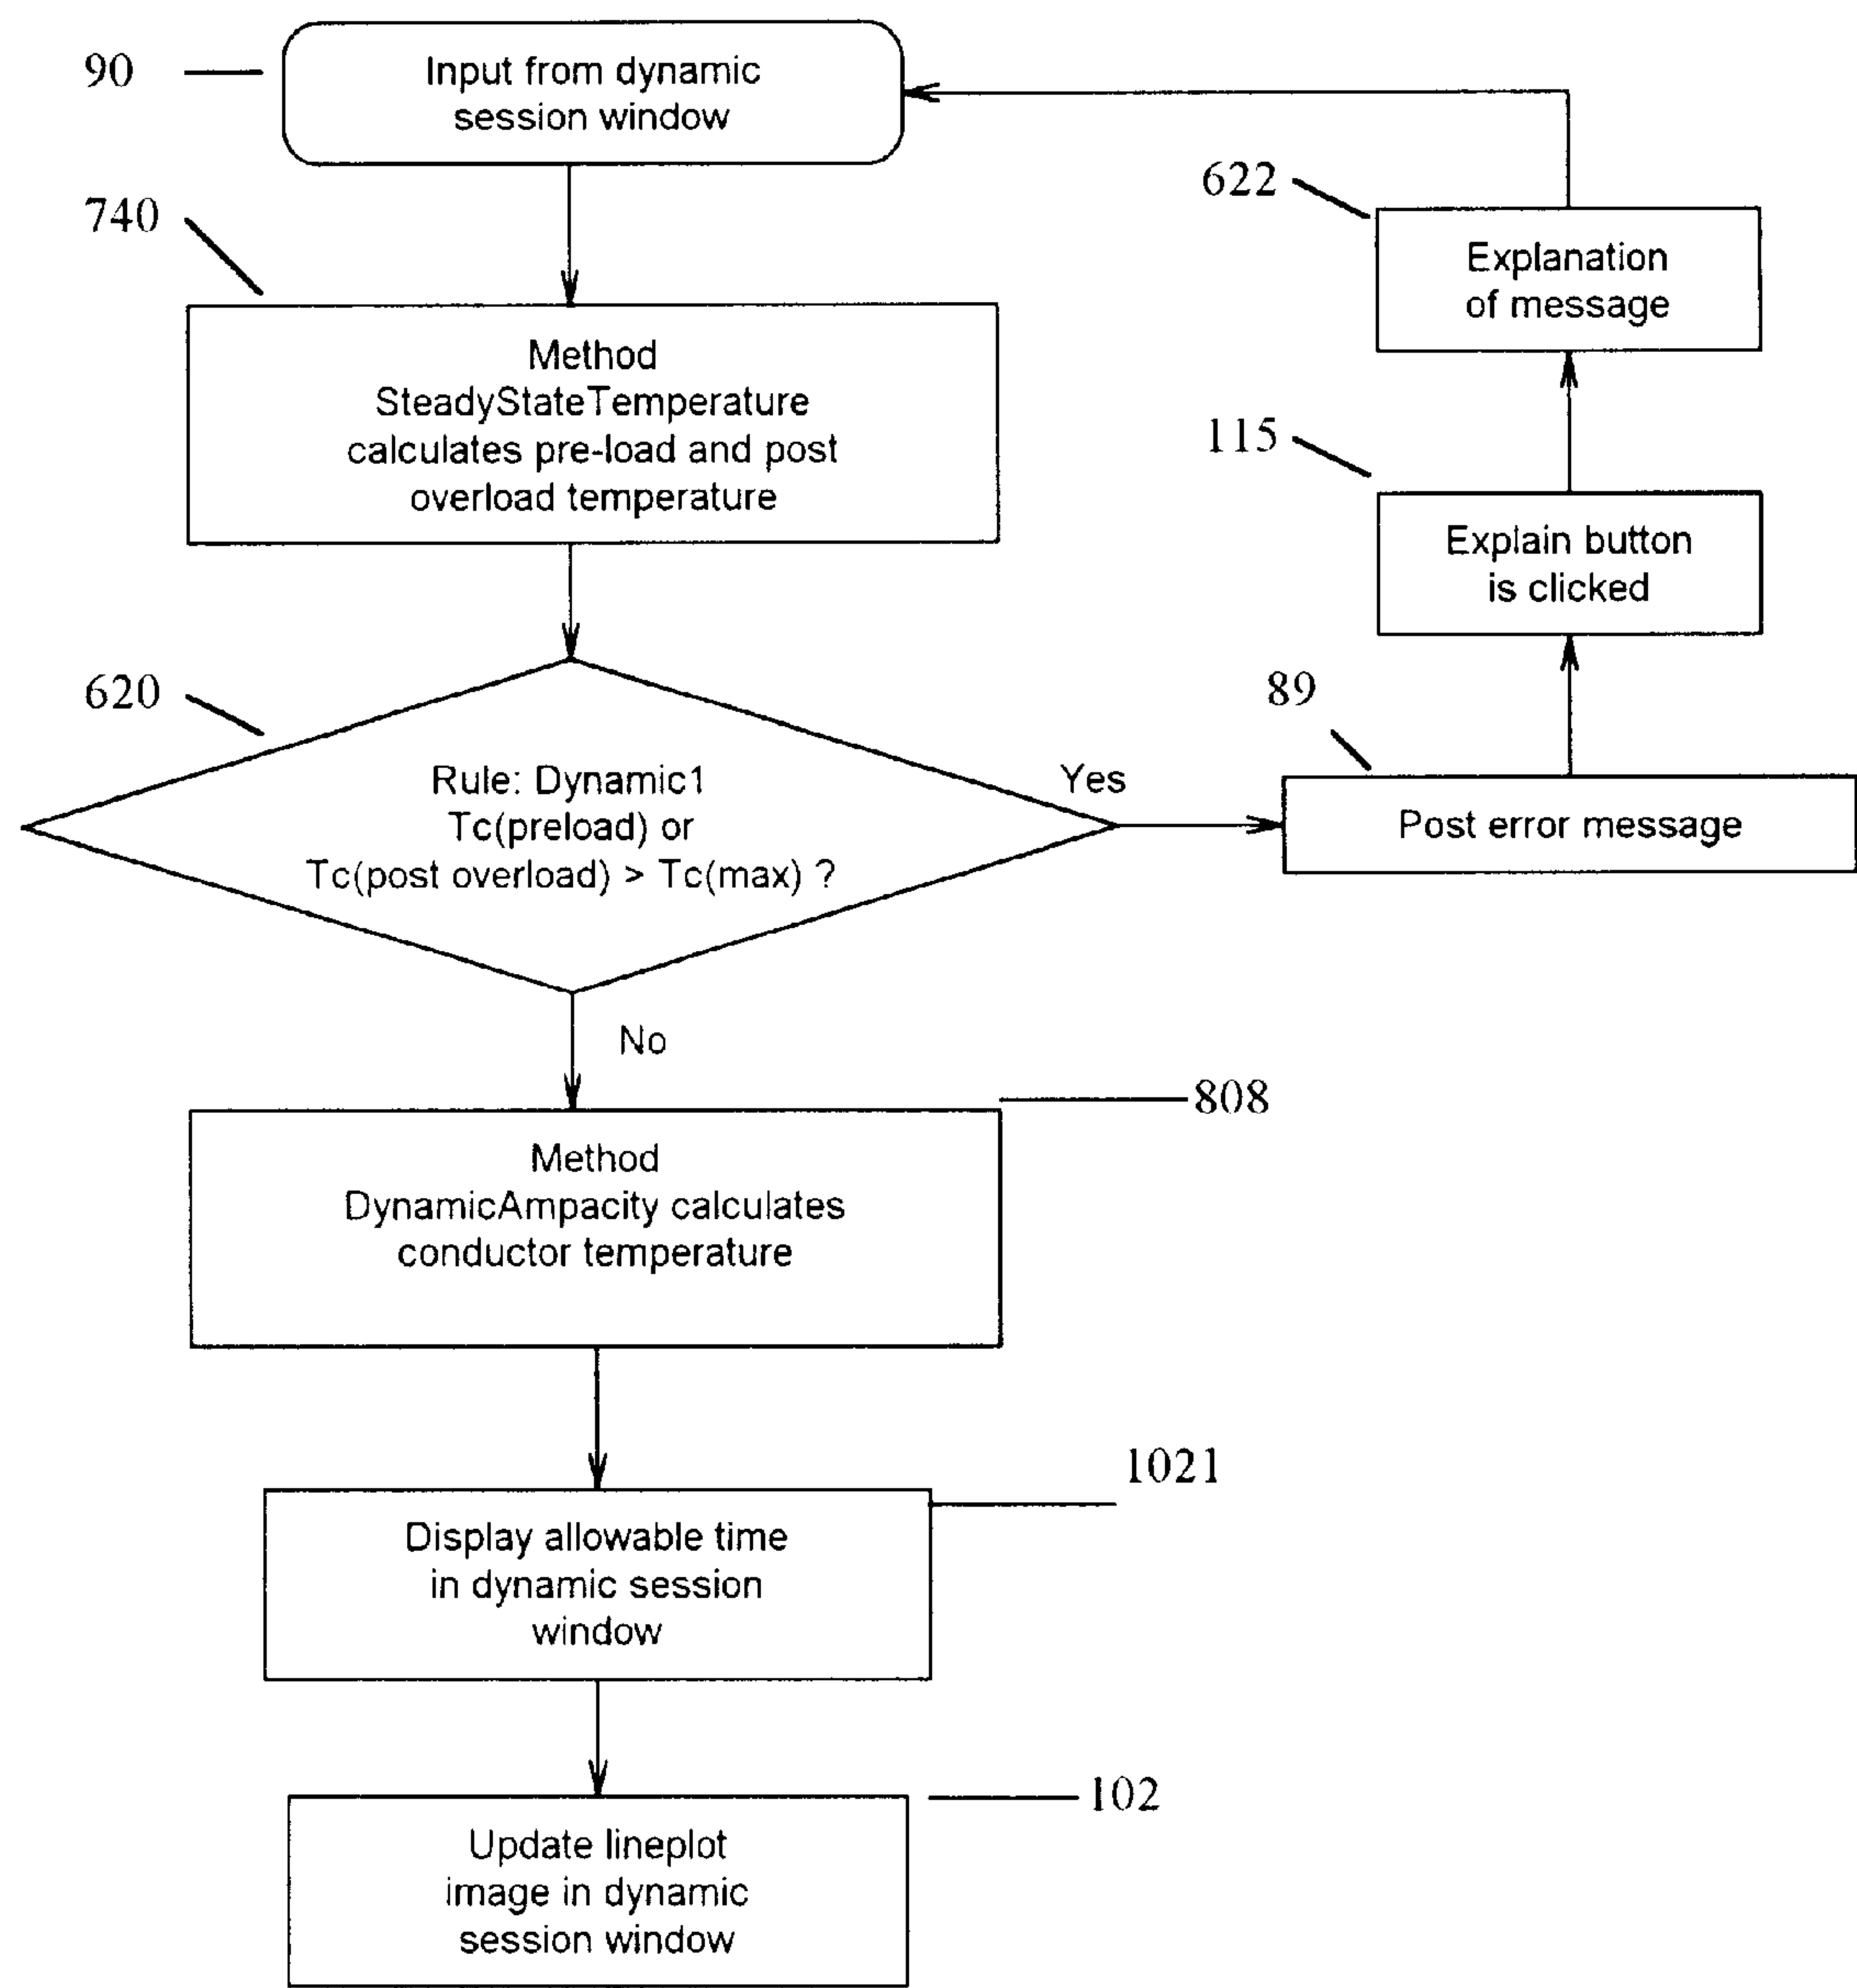 90
Input from dynamic
session window
740
Method
SteadyStateTemperature
calculates pre-load and post
overload temperature
620
Rule: Dynamic1
Tc(preload) or
Tc(post overload) > Tc(max) ?
Yes
No
89
Post error message
115
Explain button
is clicked
622
Explanation
of message
808
Method
DynamicAmpacity calculates
conductor temperature
1021
Display allowable time
in dynamic session
window
102
Update lineplot
image in dynamic
session window